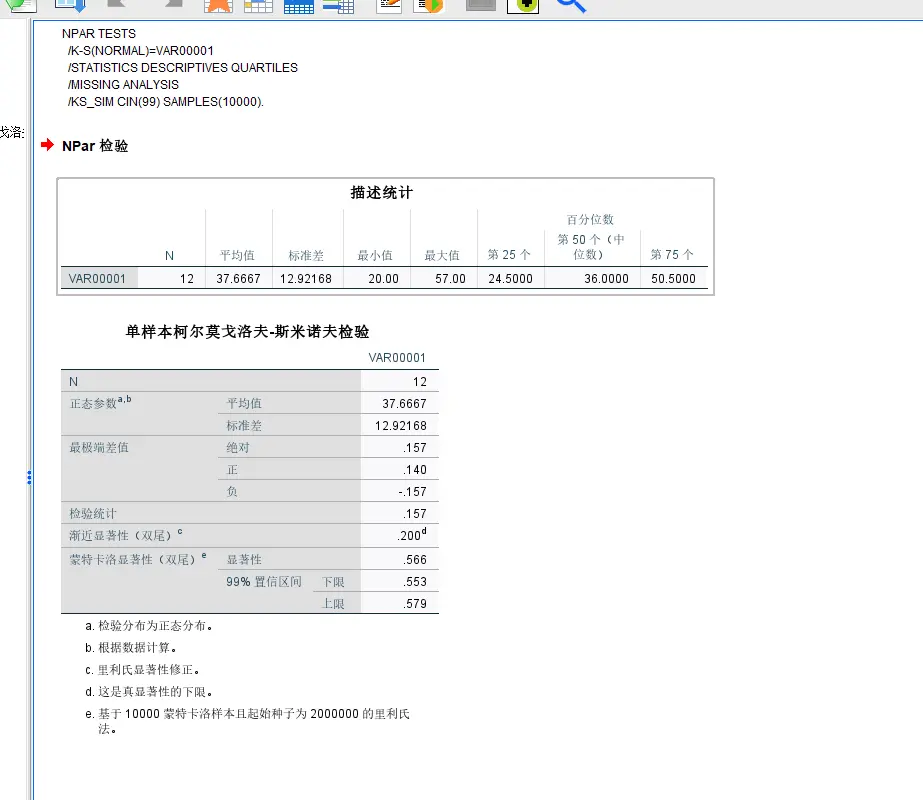 NPAR TESTS
/K-S(NORMAL)=VAR00001
/STATISTICS DESCRIPTIVES QUARTILES
/MISSING ANALYSIS
/KS_SIM CIN(99) SAMPLES(10000).
戈洛
NPar 检验
描述统计
百分位数
N 平均值 标准差 最小值 最大值 第 25 个 第 50 个（中
位数） 第 75 个
VAR00001 12 37.6667 12.92168 20.00 57.00 24.5000 36.0000 50.5000
单样本柯尔莫戈洛夫-斯米诺夫检验
VAR00001
N 12
正态参数a,b 平均值 37.6667
标准差 12.92168
最极端差值 绝对 .157
正 .140
负 -.157
检验统计 .157
渐近显著性（双尾）c .200d
蒙特卡洛显著性（双尾）e 显著性 .566
99% 置信区间 下限 .553
上限 .579
a. 检验分布为正态分布。
b. 根据数据计算。
c. 里利氏显著性修正。
d. 这是真显著性的下限。
e. 基于 10000 蒙特卡洛样本且起始种子为 2000000 的里利氏
法。